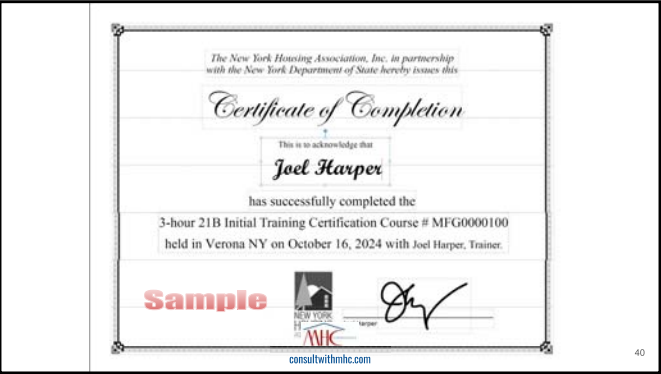 The New York Housing Association, Inc. in partnership
with the New York Department of State hereby issues this
Certificate of Completion
This is to acknowledge that
Joel Harper
has successfully completed the
3-hour 21B Initial Training Certification Course # MFG0000100
held in Verona NY on October 16, 2024 with Joel Harper, Trainer.
Sample
NEW YORK
H
Harper
MHC
consultwithmhc.com
40